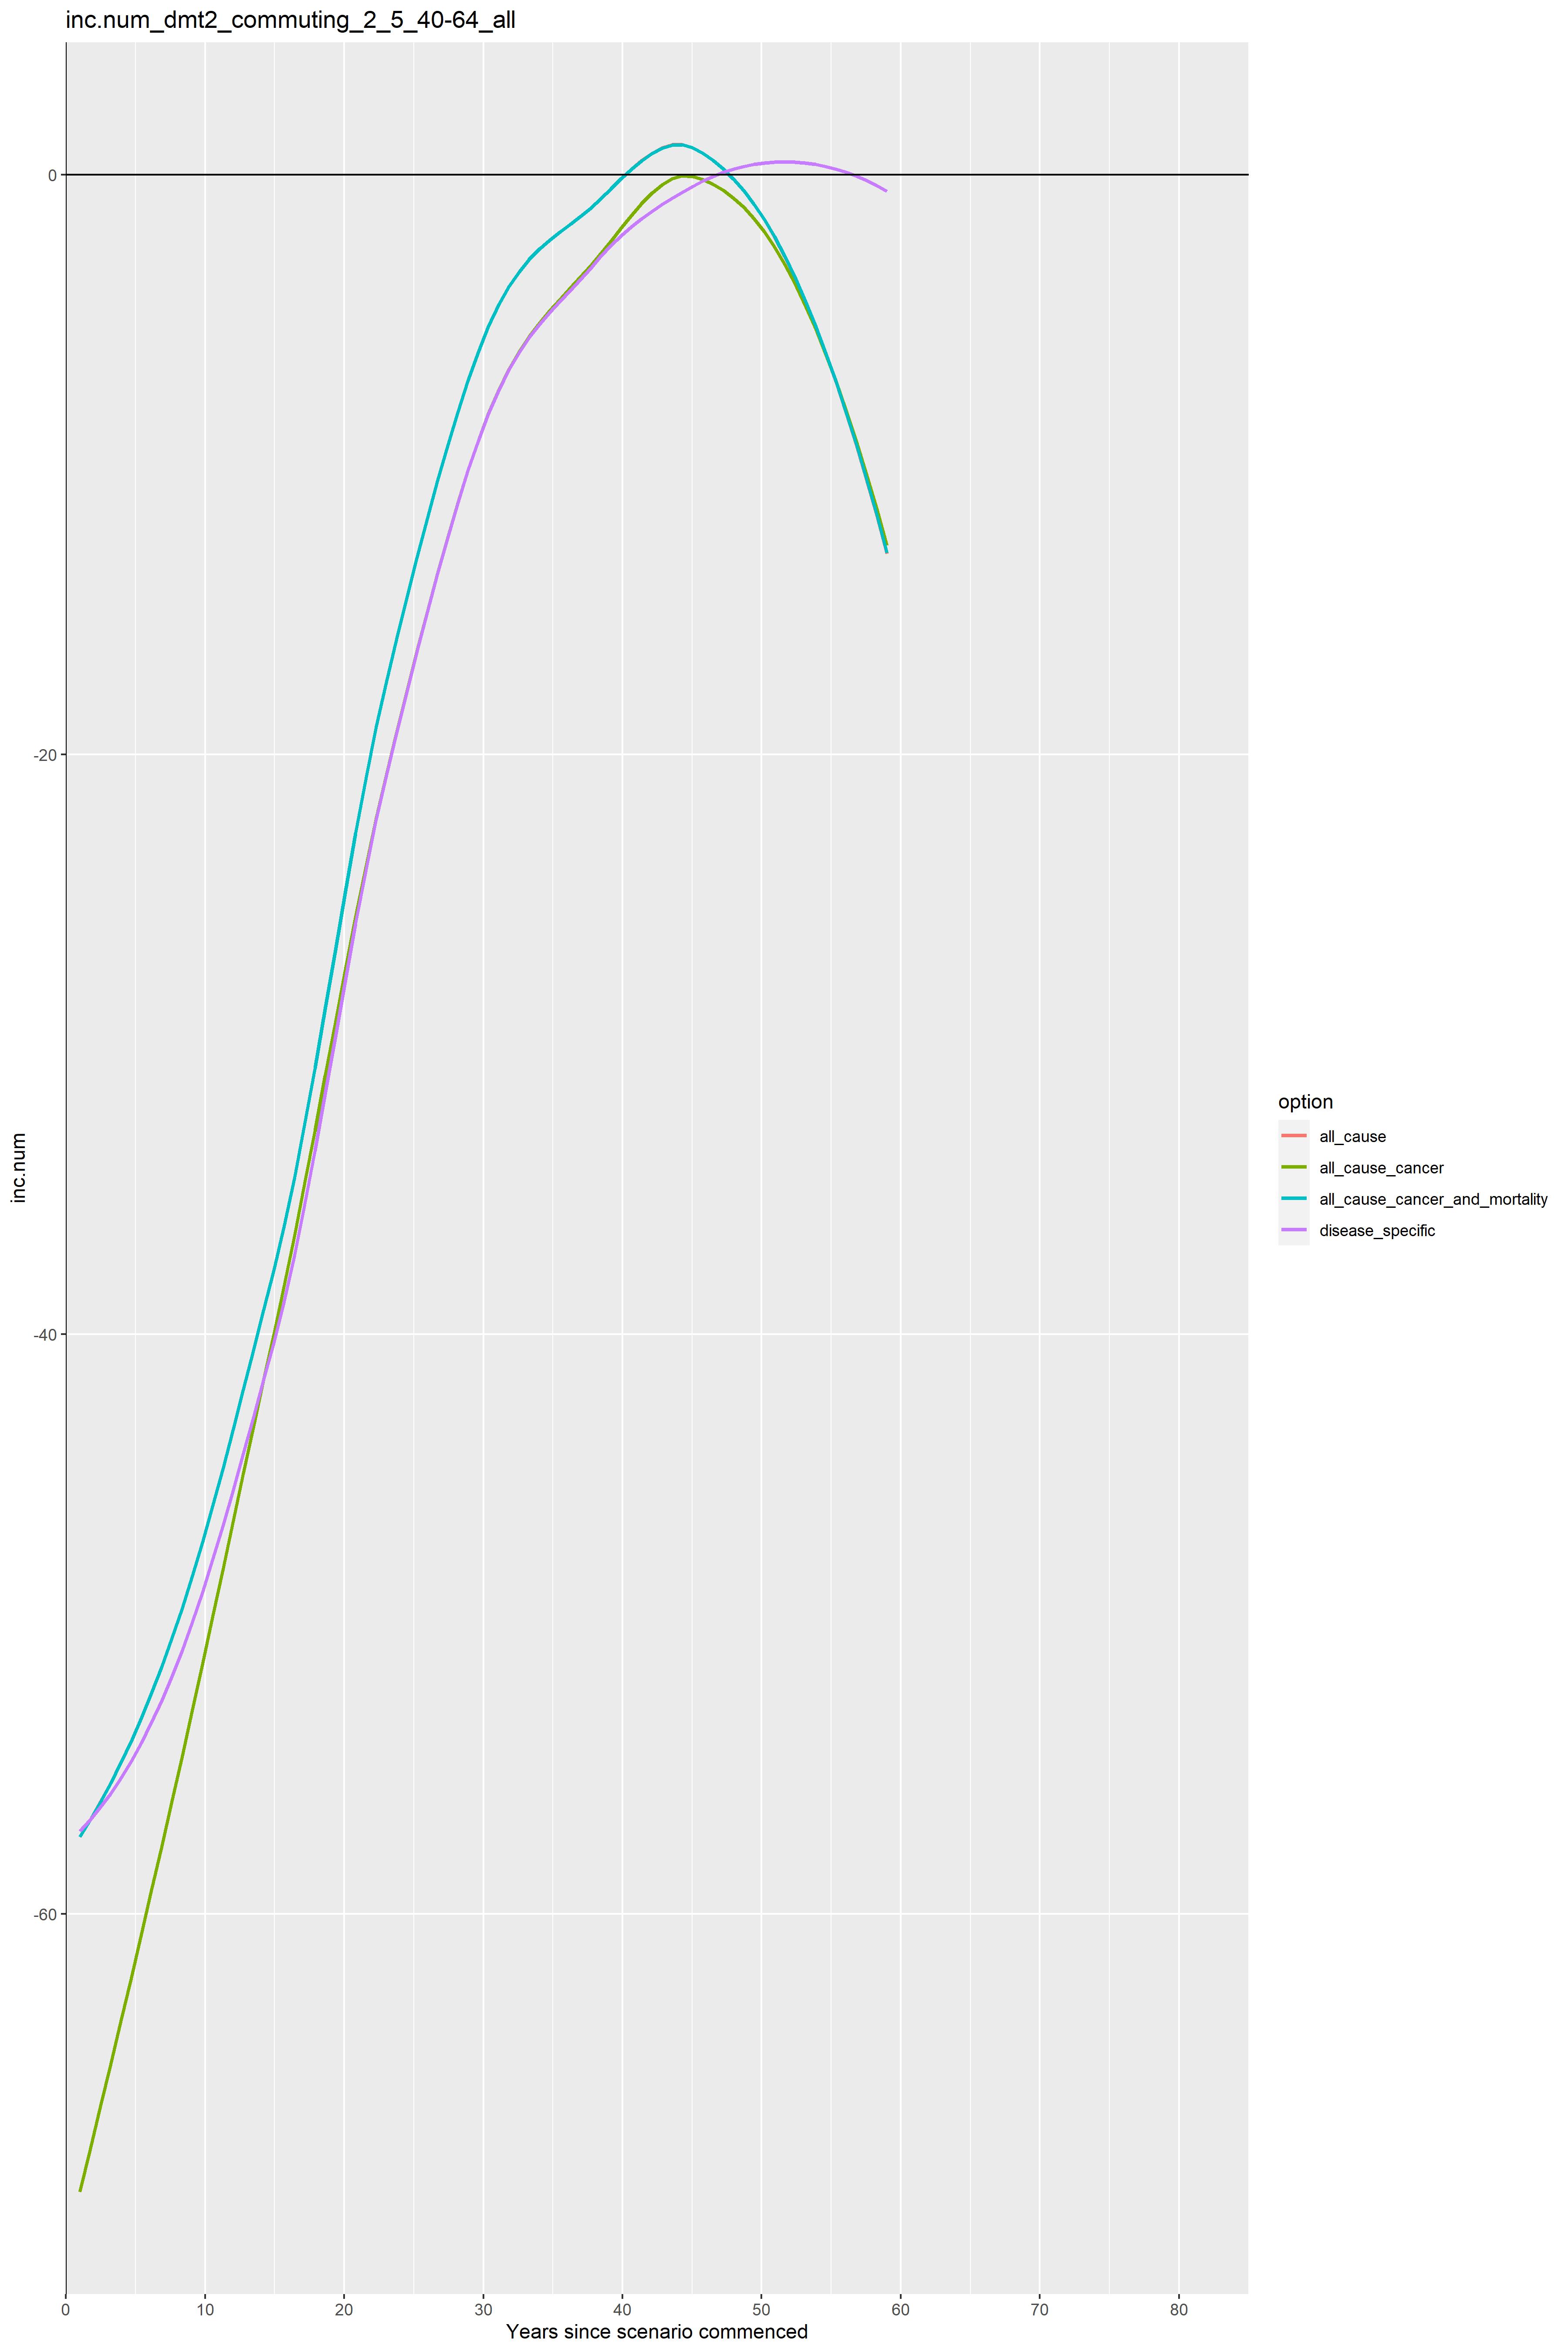 inc.num_dmt2_commuting_2_5_40-64_all
0
-20
-40
-60
inc.num
0 10 20 30 40 50 60 70 80
Years since scenario commenced
option
all_cause
all_cause_cancer
all_cause_cancer_and_mortality
disease_specific